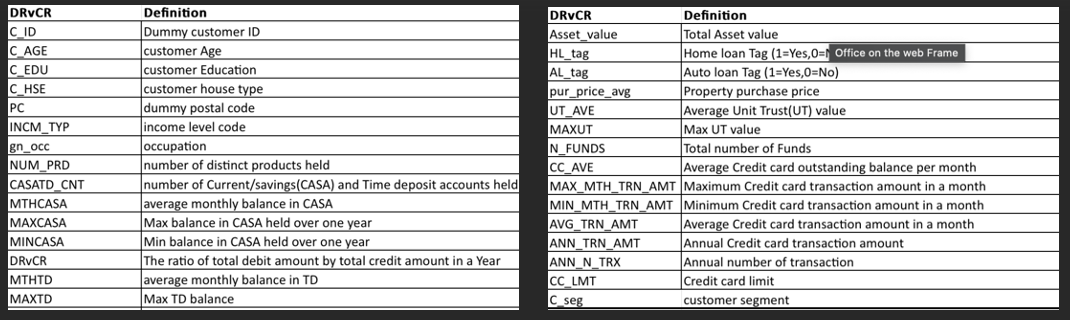 DRvCR Definition
C_ID Dummy customer ID
C_AGE customer Age
C_EDU customer Education
C_HSE customer house type
PC dummy postal code
INCM_TYP income level code
gn_occ occupation
NUM_PRD number of distinct products held
CASATD_CNT number of Current/savings(CASA) and Time deposit accounts held
MTHCASA average monthly balance in CASA
MAXCASA Max balance in CASA held over one year
MINCASA Min balance in CASA held over one year
DRvCR The ratio of total debit amount by total credit amount in a Year
MTHTD average monthly balance in TD
MAXTD Max TD balance
DRvCR Definition
Asset_value Total Asset value
HL_tag Home loan Tag (1=Yes,0=
Office on the web Frame
AL_tag Auto loan Tag (1=Yes,0=No)
pur_price_avg Property purchase price
UT_AVE Average Unit Trust(UT) value
MAXUT Max UT value
N_FUNDS Total number of Funds
CC_AVE Average Credit card outstanding balance per month
MAX_MTH_TRN_AMT Maximum Credit card transaction amount in a month
MIN_MTH_TRN_AMT Minimum Credit card transaction amount in a month
AVG_TRN_AMT Average Credit card transaction amount in a month
ANN_TRN_AMT Annual Credit card transaction amount
ANN_N_TRX Annual number of transaction
CC_LMT Credit card limit
C_seg customer segment